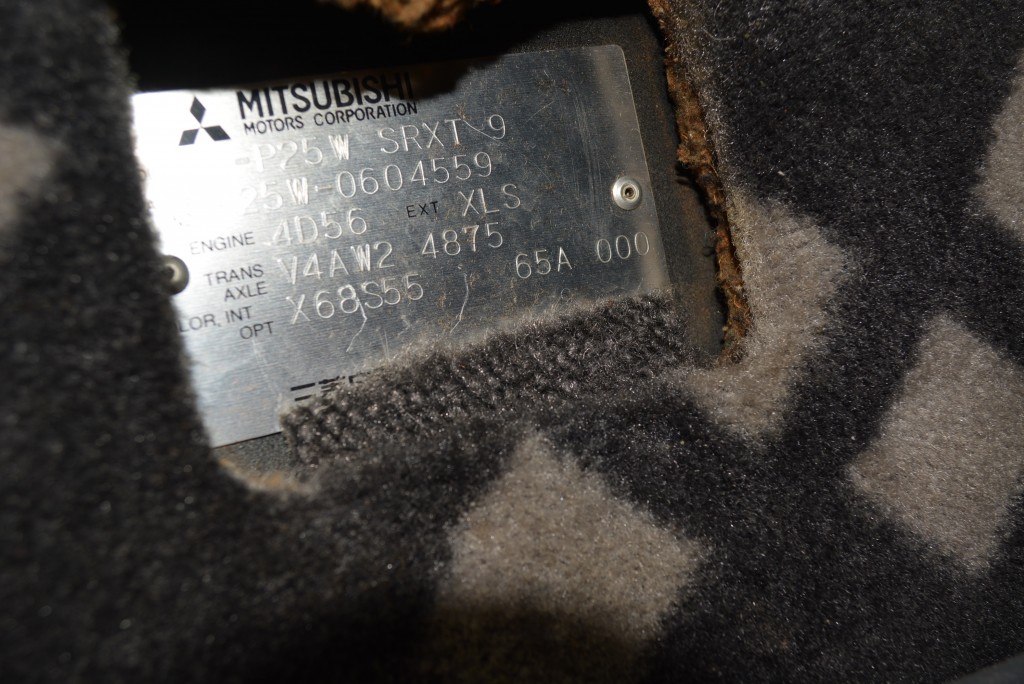 MITSUBISHI
MOTORS CORPORATION
-P25W SRXT 9
25W-0604559
ENGINE 4D56 EXT XLS
TRANS AXLE V4AW2 4875
LOR, INT OPT X68S55 65A 000